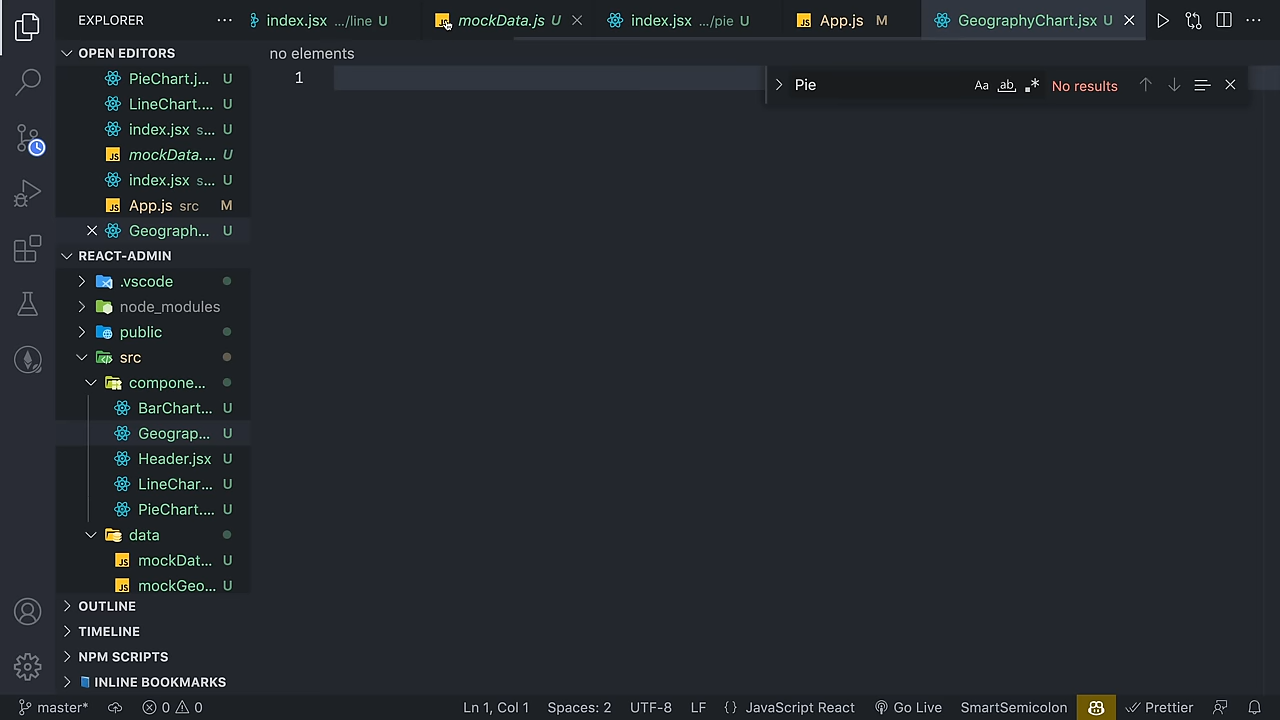 EXPLORER ··· index.jsx .../line U mockData.js U index.jsx .../pie U App.js M GeographyChart.jsx U
OPEN EDITORS
no elements
PieChart.j... U
1
Pie Aa ab .* No results
LineChart.... U
index.jsx s... U
mockData.... U
index.jsx s... U
App.js src M
Geograph... U
REACT-ADMIN
.vscode
node_modules
public
src
compone...
BarChart... U
Geograp... U
Header.jsx U
LineChar... U
PieChart.... U
data
mockDat... U
mockGeo... U
OUTLINE
TIMELINE
NPM SCRIPTS
INLINE BOOKMARKS
master* 0 0 Ln 1, Col 1 Spaces: 2 UTF-8 LF {} JavaScript React Go Live SmartSemicolon Prettier